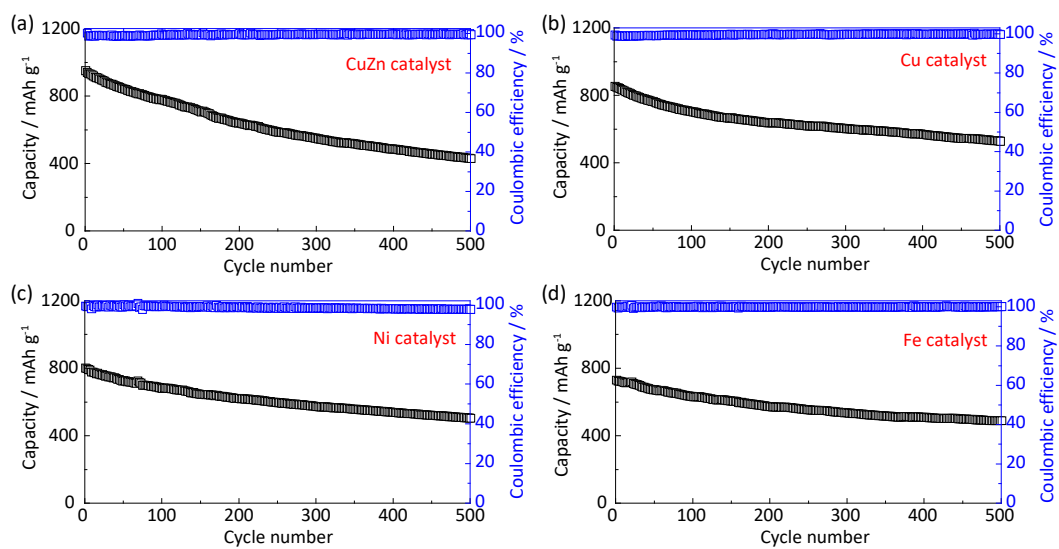 (a)
1200
800
400
0
Capacity / mAh g⁻¹
CuZn catalyst
100
80
60
40
20
0
Coulombic efficiency / %
0 100 200 300 400 500
Cycle number
(b)
1200
800
400
0
Capacity / mAh g⁻¹
Cu catalyst
100
80
60
40
20
0
Coulombic efficiency / %
0 100 200 300 400 500
Cycle number
(c)
1200
800
400
0
Capacity / mAh g⁻¹
Ni catalyst
100
80
60
40
20
0
Coulombic efficiency / %
0 100 200 300 400 500
Cycle number
(d)
1200
800
400
0
Capacity / mAh g⁻¹
Fe catalyst
100
80
60
40
20
0
Coulombic efficiency / %
0 100 200 300 400 500
Cycle number